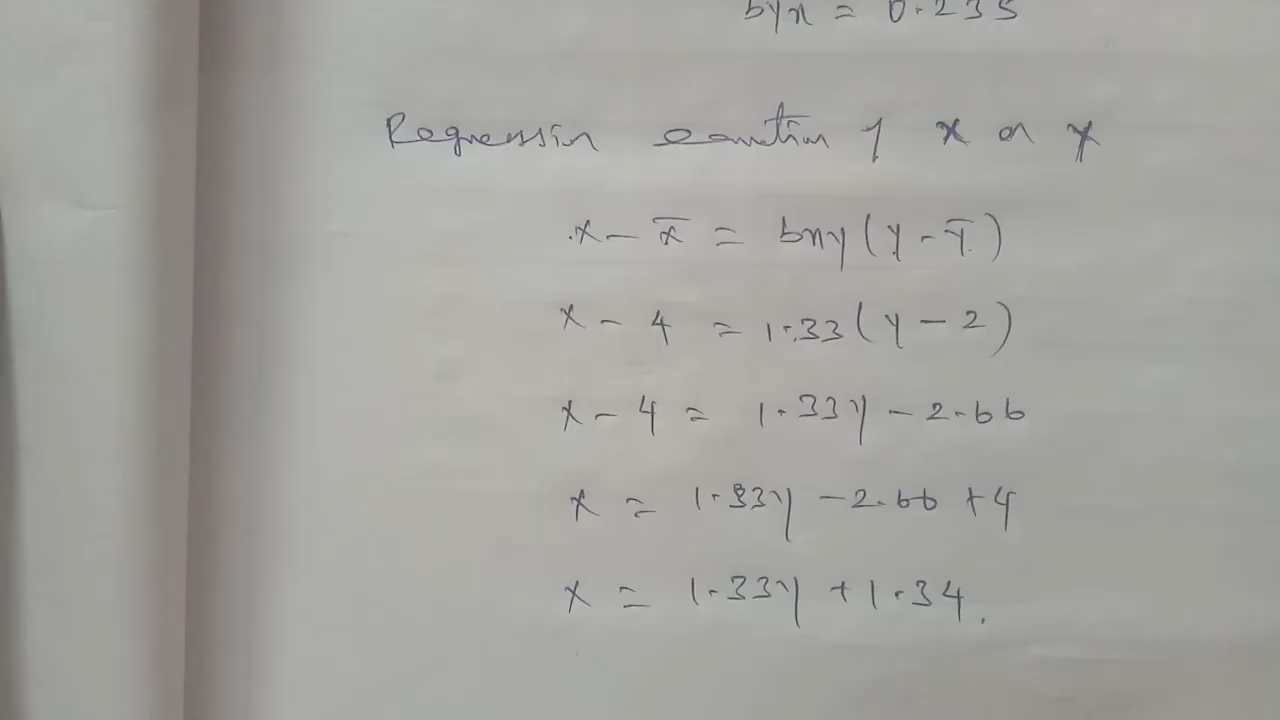 byx = 0.235
Regression equation of x on y
x - x̄ = bxy (y - ȳ)
x - 4 = 1.33 (y - 2)
x - 4 = 1.33y - 2.66
x = 1.33y - 2.66 + 4
x = 1.33y + 1.34.